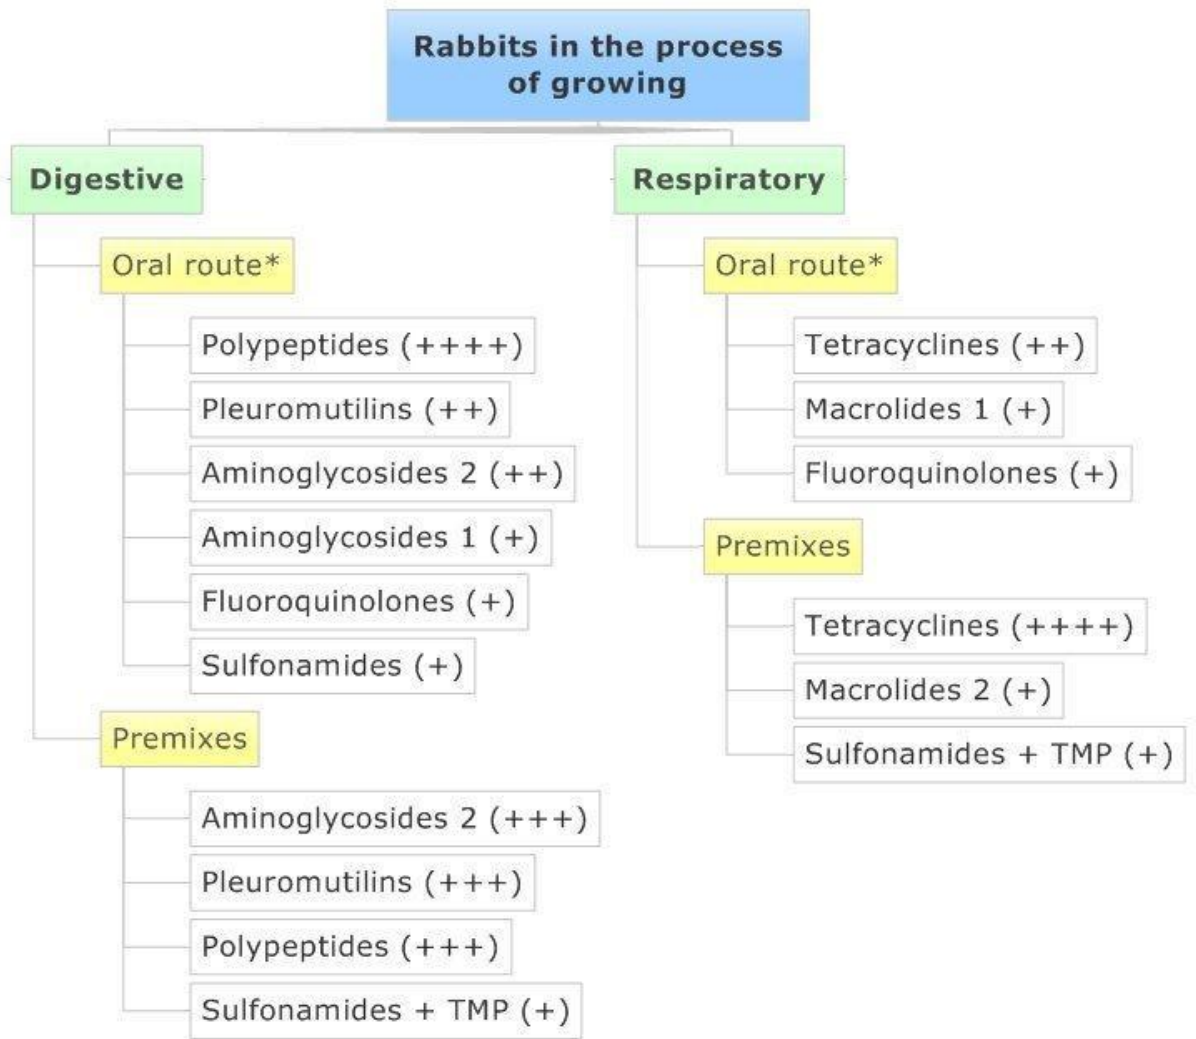 Rabbits in the process
of growing
Digestive
Oral route*
Polypeptides (++++)
Pleuromutilins (++)
Aminoglycosides 2 (++)
Aminoglycosides 1 (+)
Fluoroquinolones (+)
Sulfonamides (+)
Premixes
Aminoglycosides 2 (+++)
Pleuromutilins (+++)
Polypeptides (+++)
Sulfonamides + TMP (+)
Respiratory
Oral route*
Tetracyclines (++)
Macrolides 1 (+)
Fluoroquinolones (+)
Premixes
Tetracyclines (++++)
Macrolides 2 (+)
Sulfonamides + TMP (+)